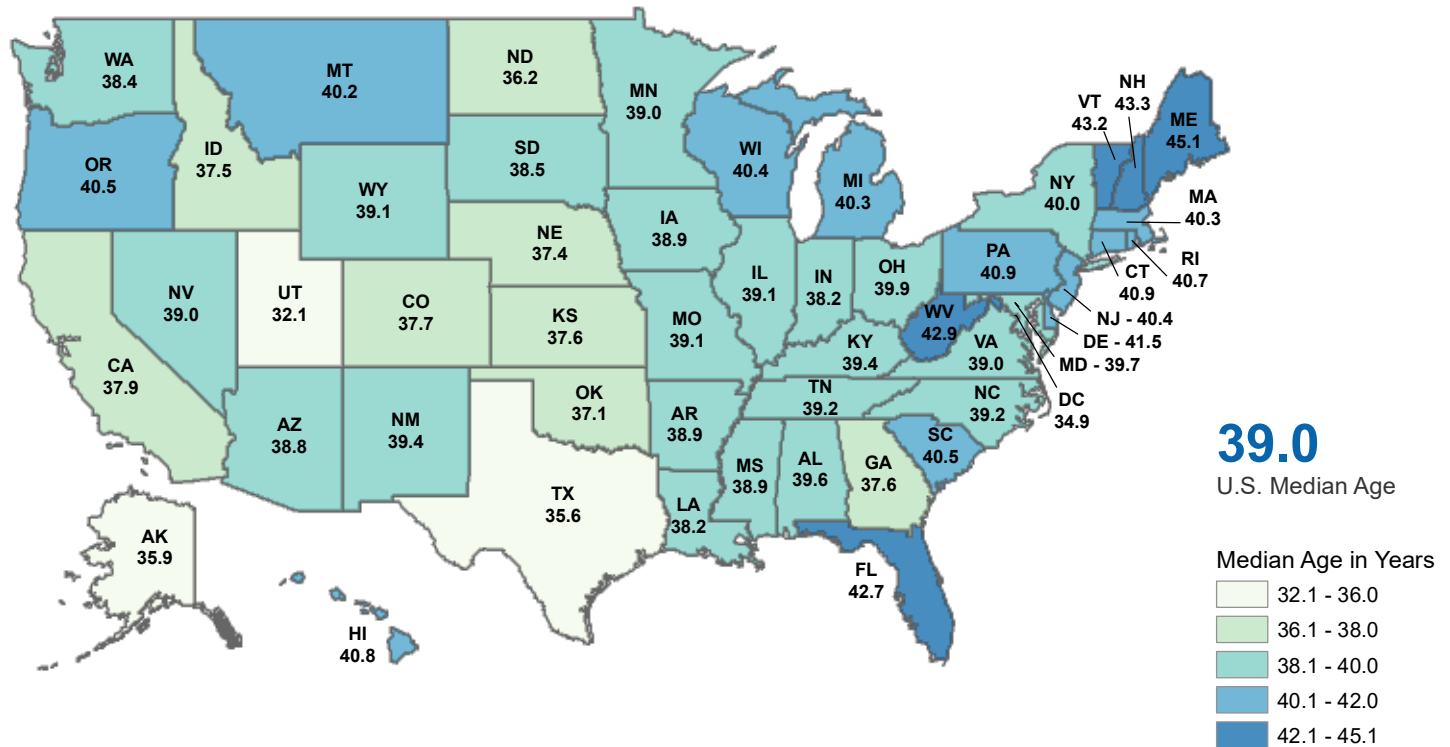 WA
38.4
MT
40.2
ND
36.2
MN
39.0
OR
40.5
ID
37.5
WY
39.1
SD
38.5
WI
40.4
MI
40.3
VT
43.2
NH
43.3
ME
45.1
NY
40.0
MA
40.3
RI
40.7
CT
40.9
NJ - 40.4
DE - 41.5
MD - 39.7
DC
34.9
PA
40.9
NV
39.0
UT
32.1
CO
37.7
NE
37.4
IA
38.9
IL
39.1
IN
38.2
OH
39.9
WV
42.9
VA
39.0
CA
37.9
KS
37.6
MO
39.1
KY
39.4
AZ
38.8
NM
39.4
OK
37.1
AR
38.9
TN
39.2
NC
39.2
SC
40.5
TX
35.6
LA
38.2
MS
38.9
AL
39.6
GA
37.6
FL
42.7
AK
35.9
HI
40.8
39.0
U.S. Median Age
Median Age in Years
32.1 - 36.0
36.1 - 38.0
38.1 - 40.0
40.1 - 42.0
42.1 - 45.1